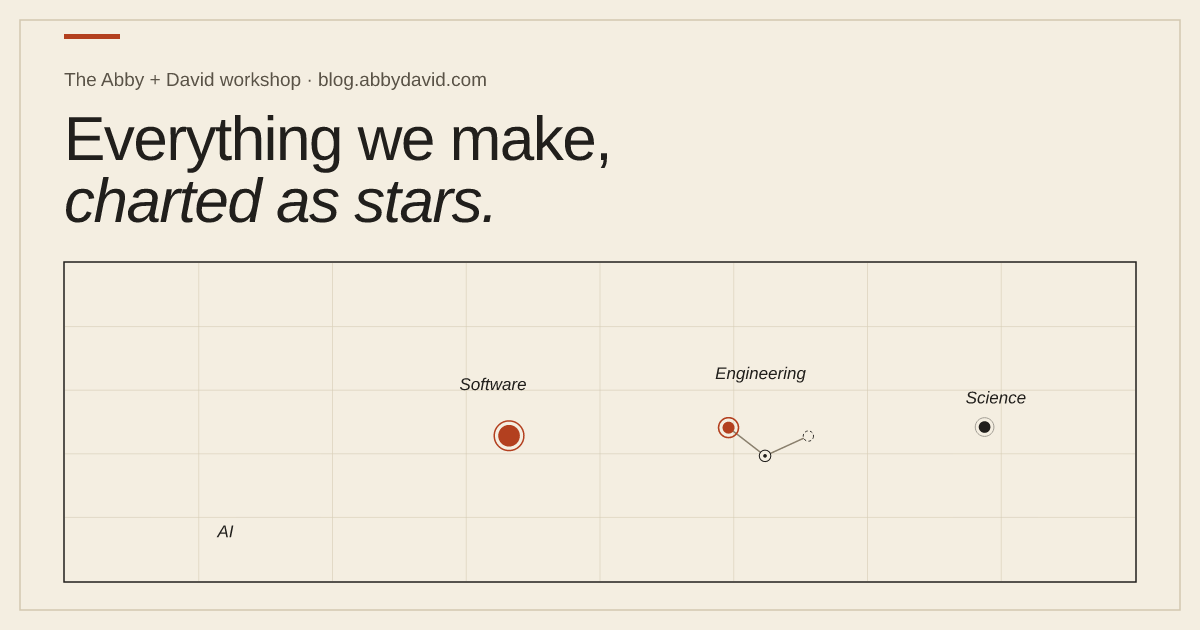 The Abby + David workshop · blog.abbydavid.com
Everything we make,
charted as stars.
Engineering
Software
Science
AI